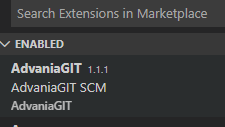 Search Extensions in Marketplace
ENABLED
AdvaniaGIT 1.1.1
AdvaniaGIT SCM
AdvaniaGIT